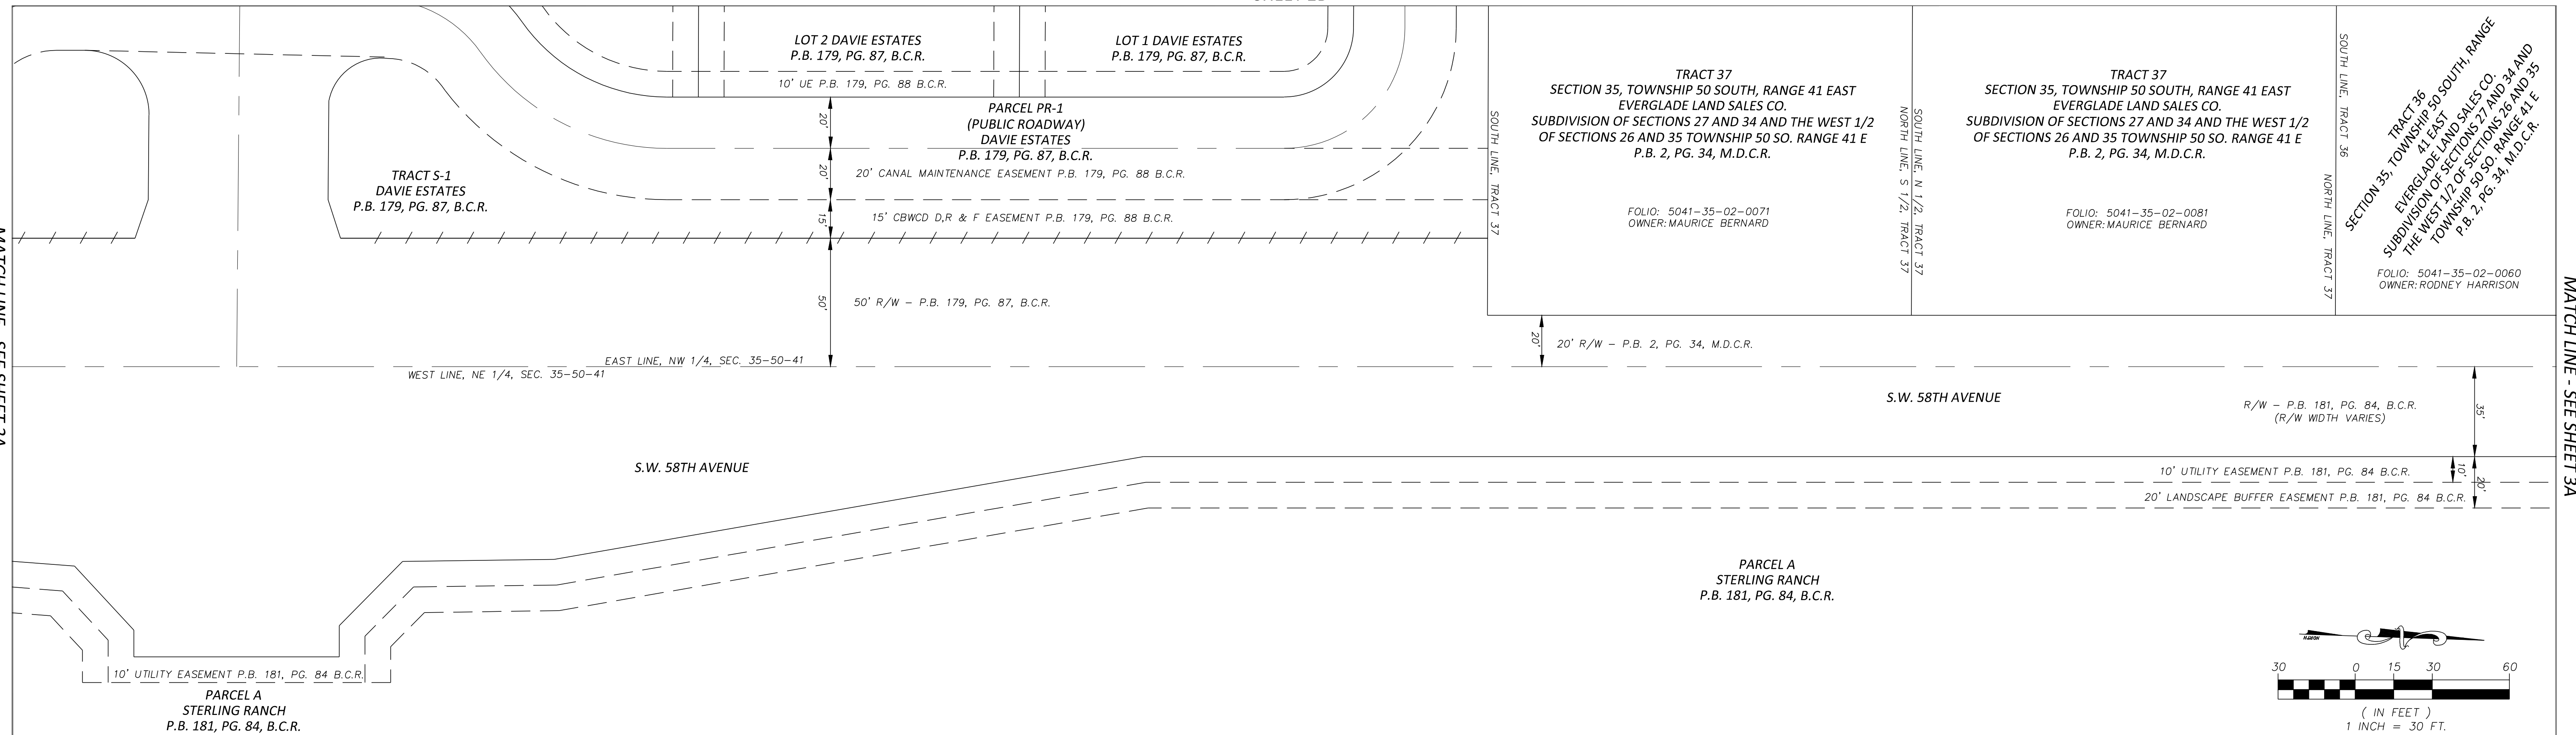 LOT 2 DAVIE ESTATES
P.B. 179, PG. 87, B.C.R.
LOT 1 DAVIE ESTATES
P.B. 179, PG. 87, B.C.R.
10' UE P.B. 179, PG. 88 B.C.R.
PARCEL PR-1
(PUBLIC ROADWAY)
DAVIE ESTATES
P.B. 179, PG. 87, B.C.R.
20'
20'
15'
50'
20' CANAL MAINTENANCE EASEMENT P.B. 179, PG. 88 B.C.R.
15' CBWCD D,R & F EASEMENT P.B. 179, PG. 88 B.C.R.
TRACT S-1
DAVIE ESTATES
P.B. 179, PG. 87, B.C.R.
50' R/W - P.B. 179, PG. 87, B.C.R.
EAST LINE, NW 1/4, SEC. 35-50-41
WEST LINE, NE 1/4, SEC. 35-50-41
SOUTH LINE, TRACT 37
TRACT 37
SECTION 35, TOWNSHIP 50 SOUTH, RANGE 41 EAST
EVERGLADE LAND SALES CO.
SUBDIVISION OF SECTIONS 27 AND 34 AND THE WEST 1/2
OF SECTIONS 26 AND 35 TOWNSHIP 50 SO. RANGE 41 E
P.B. 2, PG. 34, M.D.C.R.
FOLIO: 5041-35-02-0071
OWNER: MAURICE BERNARD
NORTH LINE, S 1/2, TRACT 37
SOUTH LINE, N 1/2, TRACT 37
TRACT 37
SECTION 35, TOWNSHIP 50 SOUTH, RANGE 41 EAST
EVERGLADE LAND SALES CO.
SUBDIVISION OF SECTIONS 27 AND 34 AND THE WEST 1/2
OF SECTIONS 26 AND 35 TOWNSHIP 50 SO. RANGE 41 E
P.B. 2, PG. 34, M.D.C.R.
FOLIO: 5041-35-02-0081
OWNER: MAURICE BERNARD
NORTH LINE, TRACT 37
SOUTH LINE, TRACT 36
TRACT 36
SECTION 35, TOWNSHIP 50 SOUTH, RANGE
41 EAST
EVERGLADE LAND SALES CO.
SUBDIVISION OF SECTIONS 27 AND 34 AND
THE WEST 1/2 OF SECTIONS 26 AND 35
TOWNSHIP 50 SO. RANGE 41 E
P.B. 2, PG. 34, M.D.C.R.
FOLIO: 5041-35-02-0060
OWNER: RODNEY HARRISON
20'
20' R/W - P.B. 2, PG. 34, M.D.C.R.
S.W. 58TH AVENUE
R/W - P.B. 181, PG. 84, B.C.R.
(R/W WIDTH VARIES)
35'
S.W. 58TH AVENUE
10' UTILITY EASEMENT P.B. 181, PG. 84 B.C.R.
10'
20'
20' LANDSCAPE BUFFER EASEMENT P.B. 181, PG. 84 B.C.R.
PARCEL A
STERLING RANCH
P.B. 181, PG. 84, B.C.R.
10' UTILITY EASEMENT P.B. 181, PG. 84 B.C.R.
PARCEL A
STERLING RANCH
P.B. 181, PG. 84, B.C.R.
MATCH LINE - SEE SHEET 3A
30 0 15 30 60
( IN FEET )
1 INCH = 30 FT.